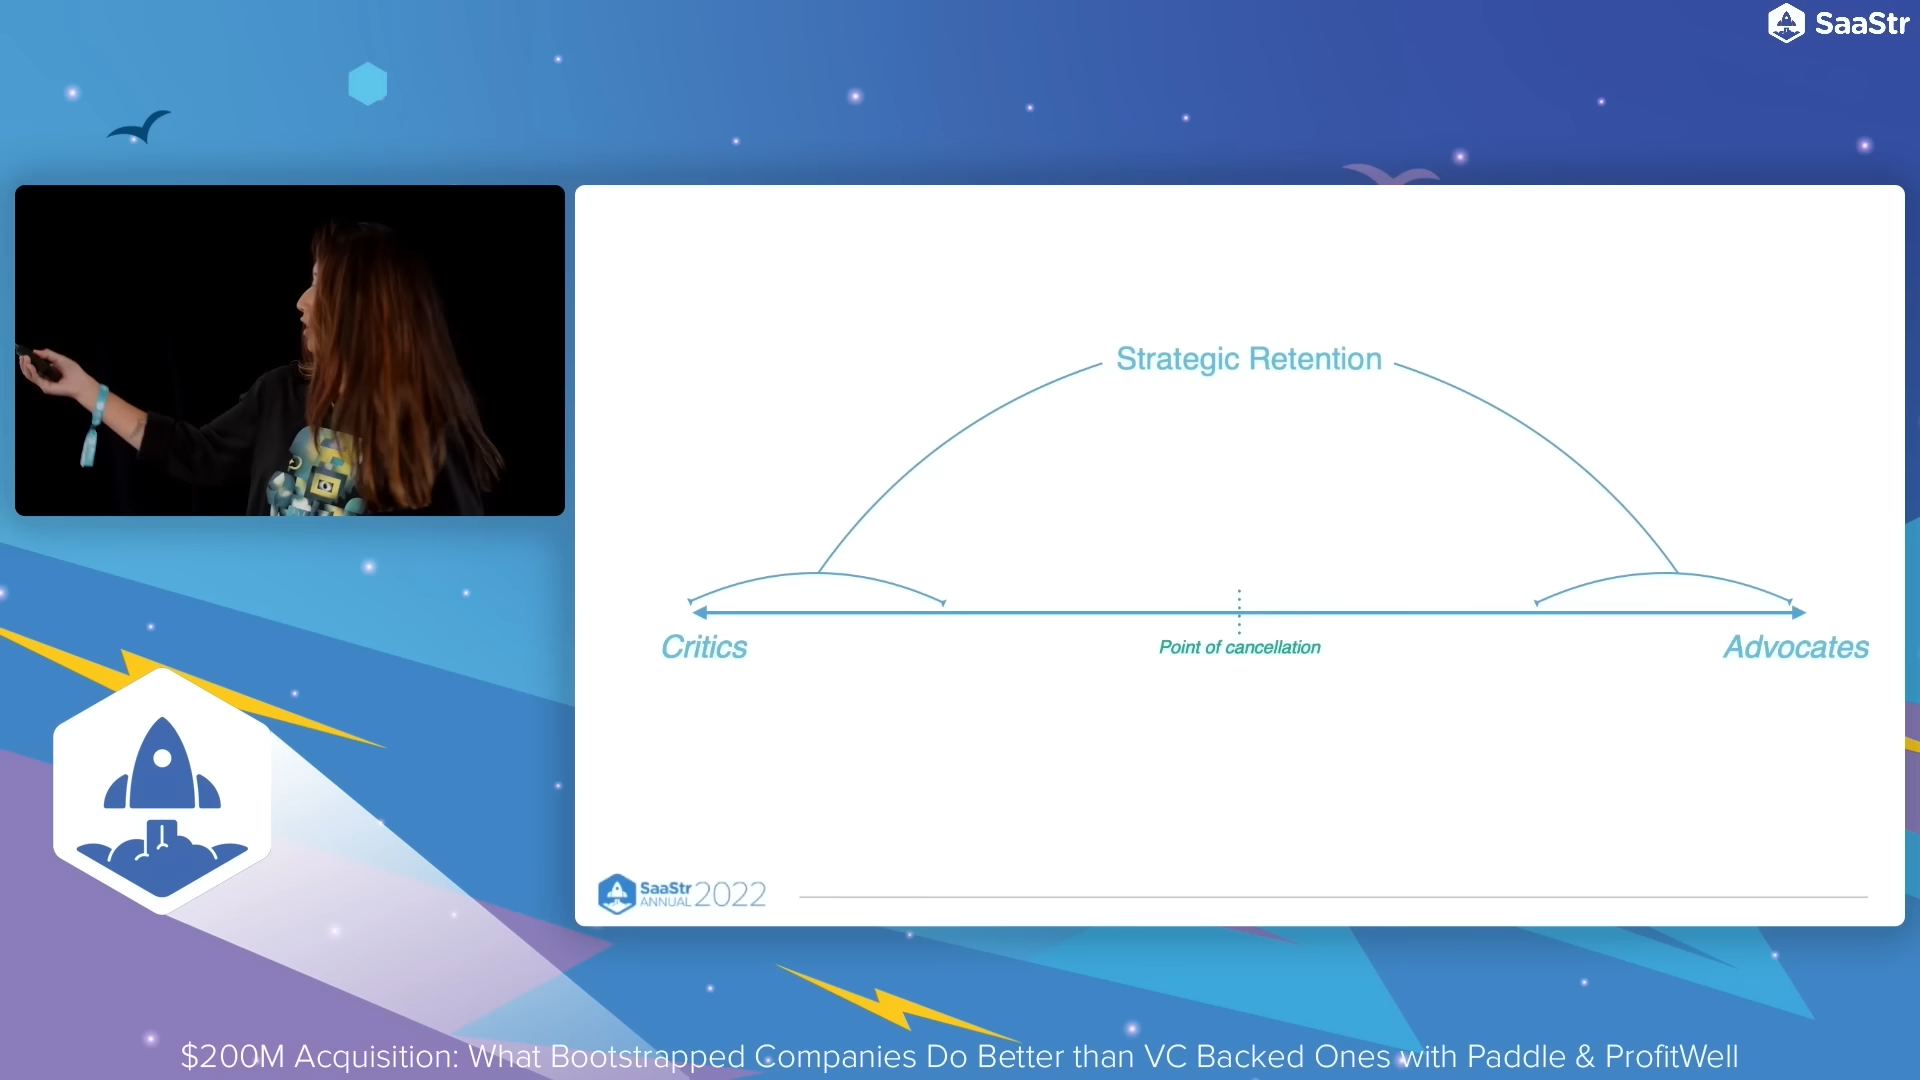 SaaStr
Strategic Retention
Critics
Point of cancellation
Advocates
SaaStr
ANNUAL 2022
$200M Acquisition: What Bootstrapped Companies Do Better than VC Backed Ones with Paddle & ProfitWell